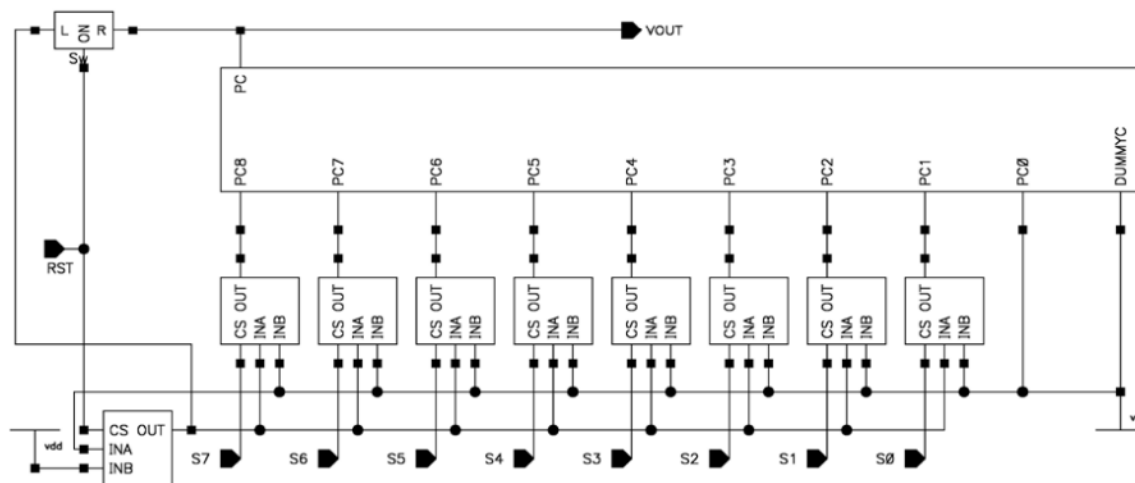 L ON R
SW
VOUT
PC
PC8 PC7 PC6 PC5 PC4 PC3 PC2 PC1 PC0 DUMMYC
RST
CS OUT INA INB CS OUT INA INB CS OUT INA INB CS OUT INA INB CS OUT INA INB CS OUT INA INB CS OUT INA INB CS OUT INA INB
vdd
CS OUT
INA
INB
S7 S6 S5 S4 S3 S2 S1 S0
v